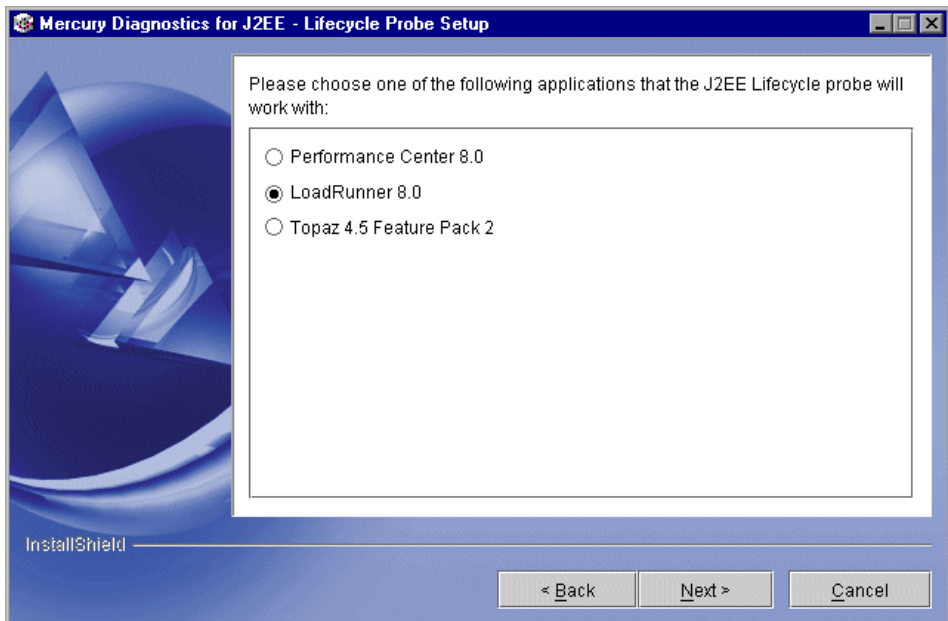 Mercury Diagnostics for J2EE - Lifecycle Probe Setup
Please choose one of the following applications that the J2EE Lifecycle probe will
work with:
Performance Center 8.0
LoadRunner 8.0
Topaz 4.5 Feature Pack 2
InstallShield
< Back Next > Cancel